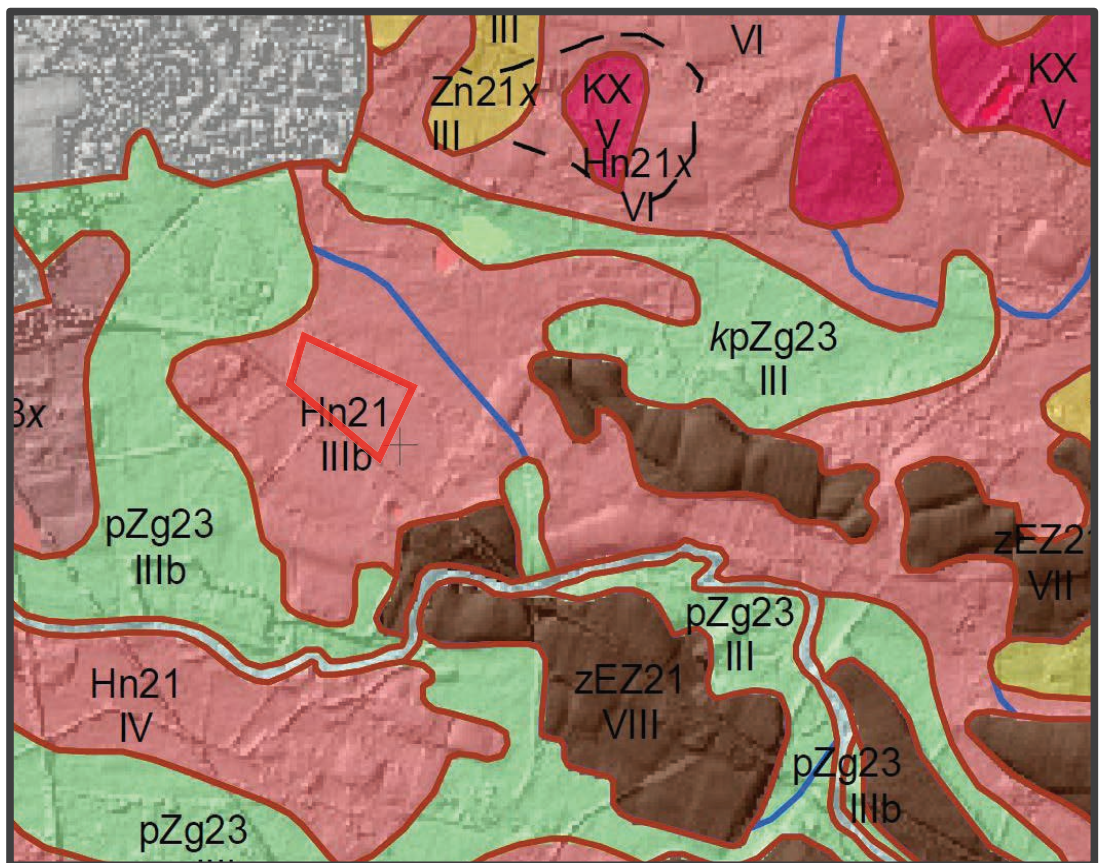 III
VI
Zn21x
III
KX
V
KX
V
Hn21x
VI
kpZg23
III
3x
Hn21
IIIb
pZg23
IIIb
zEZ21
VII
pZg23
III
Hn21
IV
zEZ21
VIII
pZg23
IIIb
pZg23